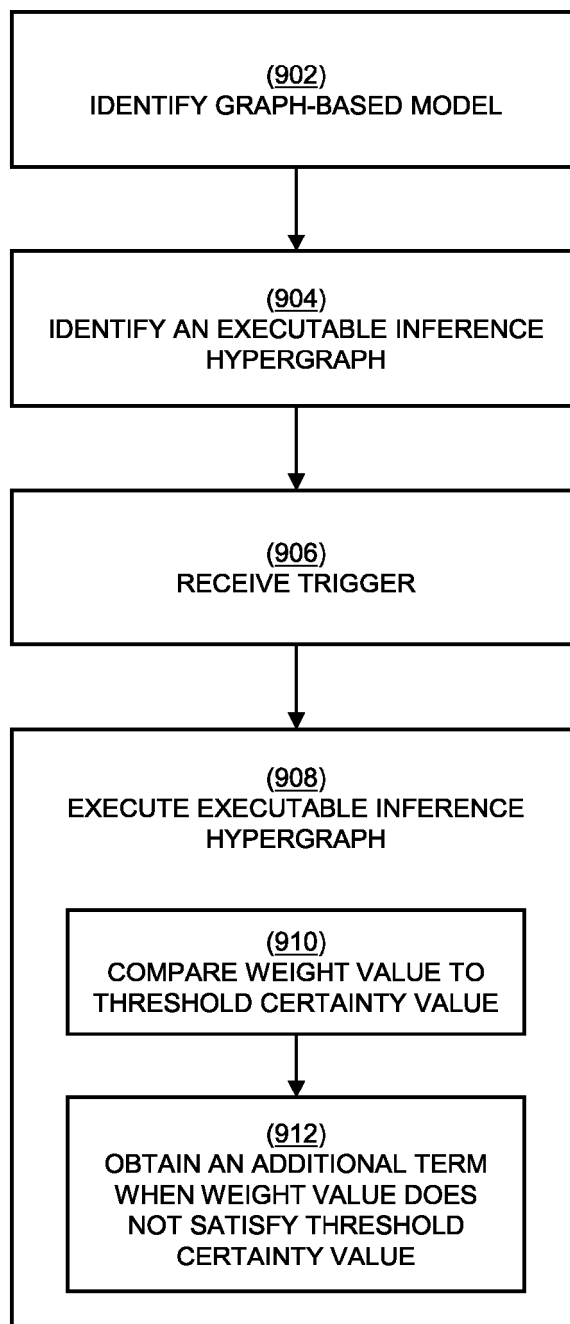 (902)
IDENTIFY GRAPH-BASED MODEL
(904)
IDENTIFY AN EXECUTABLE INFERENCE
HYPERGRAPH
(906)
RECEIVE TRIGGER
(908)
EXECUTE EXECUTABLE INFERENCE
HYPERGRAPH
(910)
COMPARE WEIGHT VALUE TO
THRESHOLD CERTAINTY VALUE
(912)
OBTAIN AN ADDITIONAL TERM
WHEN WEIGHT VALUE DOES
NOT SATISFY THRESHOLD
CERTAINTY VALUE